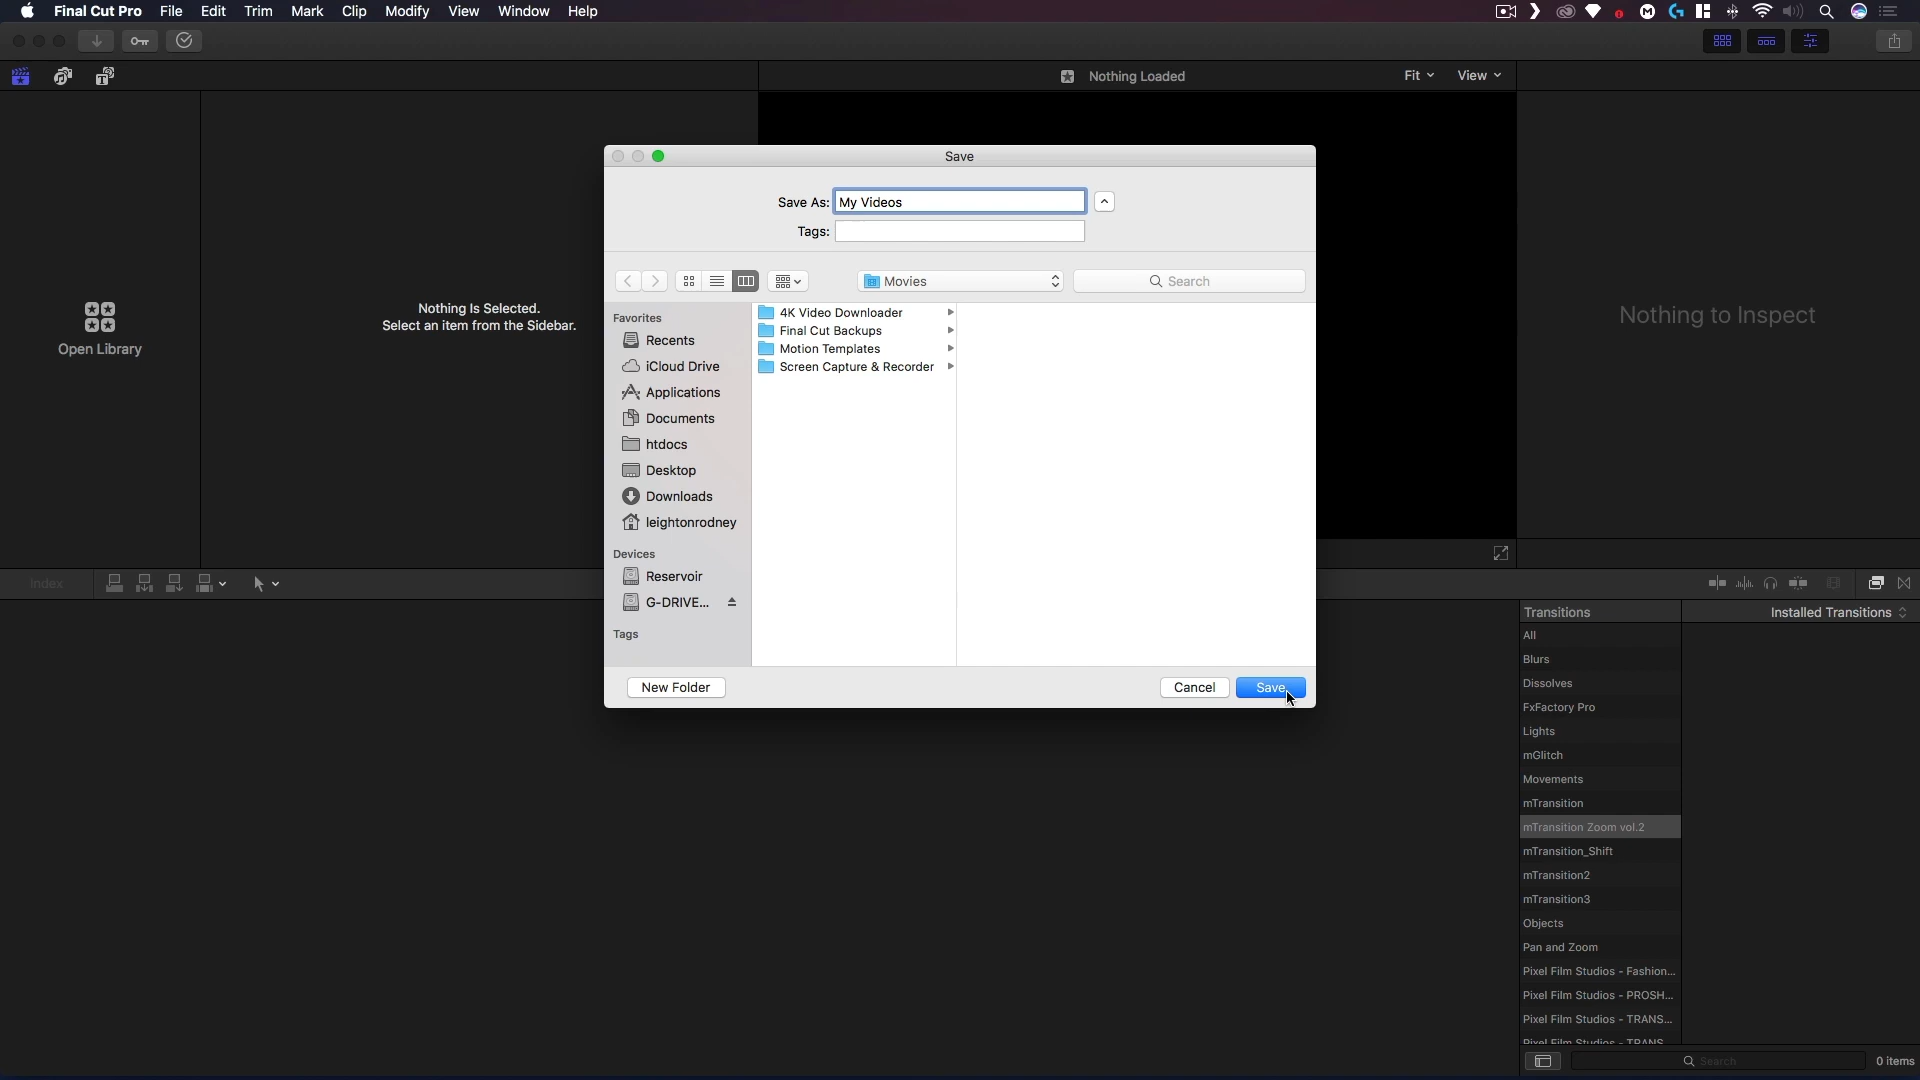 Final Cut Pro File Edit Trim Mark Clip Modify View Window Help
Nothing Loaded
Fit
View
Open Library
Nothing Is Selected.
Select an item from the Sidebar.
Nothing to Inspect
Save
Save As: My Videos
Tags:
Movies
Search
Favorites
Recents
iCloud Drive
Applications
Documents
htdocs
Desktop
Downloads
leightonrodney
Devices
Reservoir
G-DRIVE...
Tags
4K Video Downloader
Final Cut Backups
Motion Templates
Screen Capture & Recorder
New Folder
Cancel
Save
Index
Transitions
Installed Transitions
All
Blurs
Dissolves
FxFactory Pro
Lights
mGlitch
Movements
mTransition
mTransition Zoom vol.2
mTransition_Shift
mTransition2
mTransition3
Objects
Pan and Zoom
Pixel Film Studios - Fashion...
Pixel Film Studios - PROSH...
Pixel Film Studios - TRANS...
Pixel Film Studios - TRANS...
Search
0 items